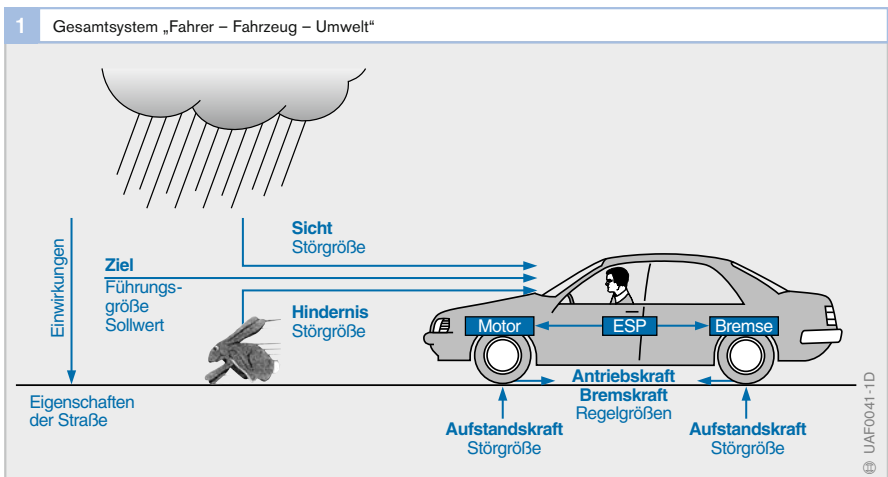 1 Gesamtsystem „Fahrer – Fahrzeug – Umwelt“
Einwirkungen
Sicht
Störgröße
Ziel
Führungs-
größe
Sollwert
Hindernis
Störgröße
Motor ESP Bremse
Eigenschaften
der Straße
Antriebskraft
Bremskraft
Regelgrößen
Aufstandskraft
Störgröße
Aufstandskraft
Störgröße
UAF0041-1D